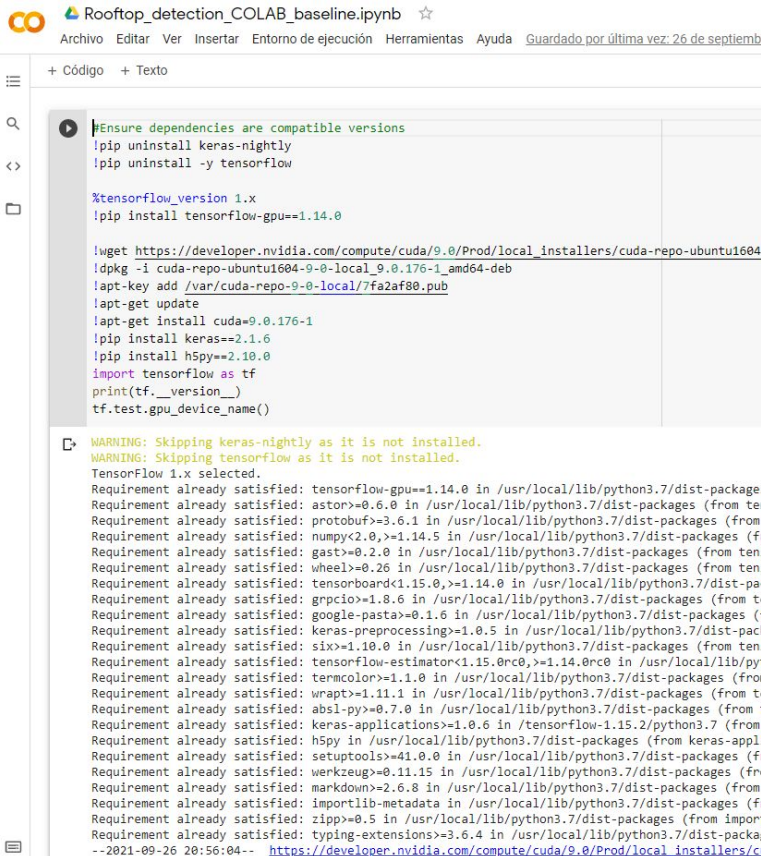 Rooftop_detection_COLAB_baseline.ipynb
Archivo Editar Ver Insertar Entorno de ejecución Herramientas Ayuda Guardado por última vez: 26 de septiemb
+ Código + Texto
#Ensure dependencies are compatible versions
!pip uninstall keras-nightly
!pip uninstall -y tensorflow
%tensorflow_version 1.x
!pip install tensorflow-gpu==1.14.0
!wget https://developer.nvidia.com/compute/cuda/9.0/Prod/local_installers/cuda-repo-ubuntu1604
!dpkg -i cuda-repo-ubuntu1604-9-0-local_9.0.176-1_amd64-deb
!apt-key add /var/cuda-repo-9-0-local/7fa2af80.pub
!apt-get update
!apt-get install cuda=9.0.176-1
!pip install keras==2.1.6
!pip install h5py==2.10.0
import tensorflow as tf
print(tf.__version__)
tf.test.gpu_device_name()
WARNING: Skipping keras-nightly as it is not installed.
WARNING: Skipping tensorflow as it is not installed.
TensorFlow 1.x selected.
Requirement already satisfied: tensorflow-gpu==1.14.0 in /usr/local/lib/python3.7/dist-package
Requirement already satisfied: astor>=0.6.0 in /usr/local/lib/python3.7/dist-packages (from te
Requirement already satisfied: protobuf>=3.6.1 in /usr/local/lib/python3.7/dist-packages (from
Requirement already satisfied: numpy<2.0,>=1.14.5 in /usr/local/lib/python3.7/dist-packages (f
Requirement already satisfied: gast>=0.2.0 in /usr/local/lib/python3.7/dist-packages (from ten
Requirement already satisfied: wheel>=0.26 in /usr/local/lib/python3.7/dist-packages (from ten
Requirement already satisfied: tensorboard<1.15.0,>=1.14.0 in /usr/local/lib/python3.7/dist-pa
Requirement already satisfied: grpcio>=1.8.6 in /usr/local/lib/python3.7/dist-packages (from t
Requirement already satisfied: google-pasta>=0.1.6 in /usr/local/lib/python3.7/dist-packages (
Requirement already satisfied: keras-preprocessing>=1.0.5 in /usr/local/lib/python3.7/dist-pac
Requirement already satisfied: six>=1.10.0 in /usr/local/lib/python3.7/dist-packages (from ten
Requirement already satisfied: tensorflow-estimator<1.15.0rc0,>=1.14.0rc0 in /usr/local/lib/py
Requirement already satisfied: termcolor>=1.1.0 in /usr/local/lib/python3.7/dist-packages (fro
Requirement already satisfied: wrapt>=1.11.1 in /usr/local/lib/python3.7/dist-packages (from t
Requirement already satisfied: absl-py>=0.7.0 in /usr/local/lib/python3.7/dist-packages (from
Requirement already satisfied: keras-applications>=1.0.6 in /tensorflow-1.15.2/python3.7 (from
Requirement already satisfied: h5py in /usr/local/lib/python3.7/dist-packages (from keras-appl
Requirement already satisfied: setuptools>=41.0.0 in /usr/local/lib/python3.7/dist-packages (f
Requirement already satisfied: werkzeug>=0.11.15 in /usr/local/lib/python3.7/dist-packages (fr
Requirement already satisfied: markdown>=2.6.8 in /usr/local/lib/python3.7/dist-packages (from
Requirement already satisfied: importlib-metadata in /usr/local/lib/python3.7/dist-packages (f
Requirement already satisfied: zipp>=0.5 in /usr/local/lib/python3.7/dist-packages (from impor
Requirement already satisfied: typing-extensions>=3.6.4 in /usr/local/lib/python3.7/dist-packa
--2021-09-26 20:56:04-- https://developer.nvidia.com/compute/cuda/9.0/Prod/local_installers/c